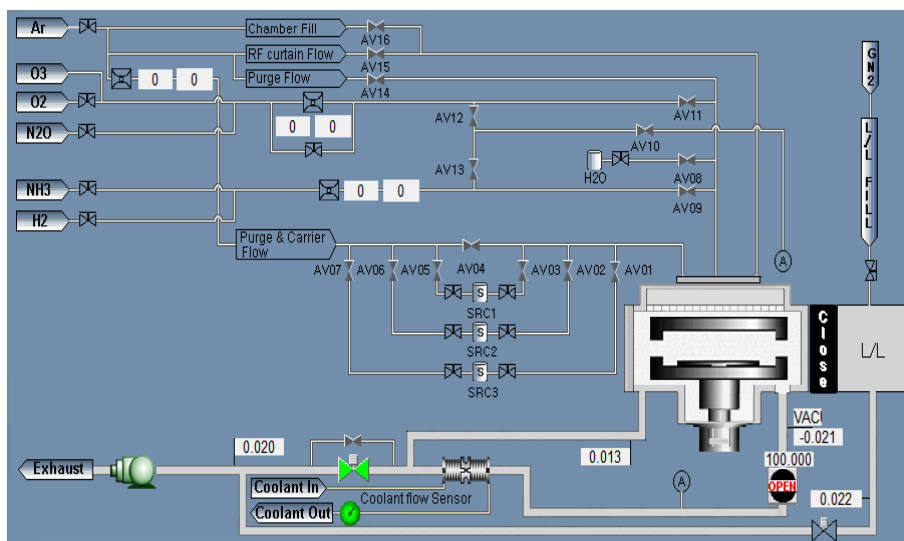 Ar
Chamber Fill
AV16
RF curtain Flow
AV15
O3
0 0
Purge Flow
AV14
GN2
O2
AV11
0 0
AV12
N2O
AV10
L/L FILL
AV13
H2O
AV08
NH3
0 0
AV09
H2
Purge & Carrier
Flow
A
AV07 AV06 AV05 AV04 AV03 AV02 AV01
S
SRC1
S
SRC2
S
SRC3
Close
L/L
VACU
-0.021
0.020
0.013
100.000
Exhaust
OPEN
Coolant In
A
0.022
Coolant flow Sensor
Coolant Out